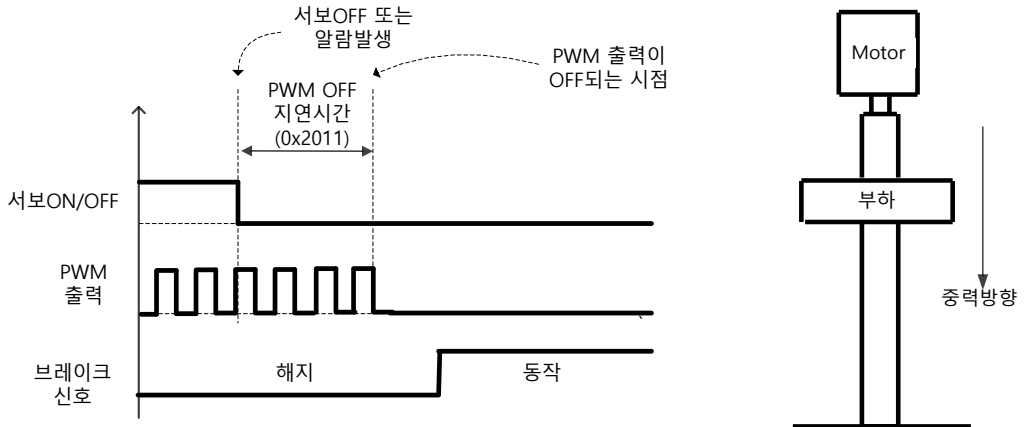 서보OFF 또는
알람발생
PWM 출력이
OFF되는 시점
PWM OFF
지연시간
(0x2011)
서보ON/OFF
PWM
출력
브레이크
신호
해지
동작
Motor
부하
중력방향